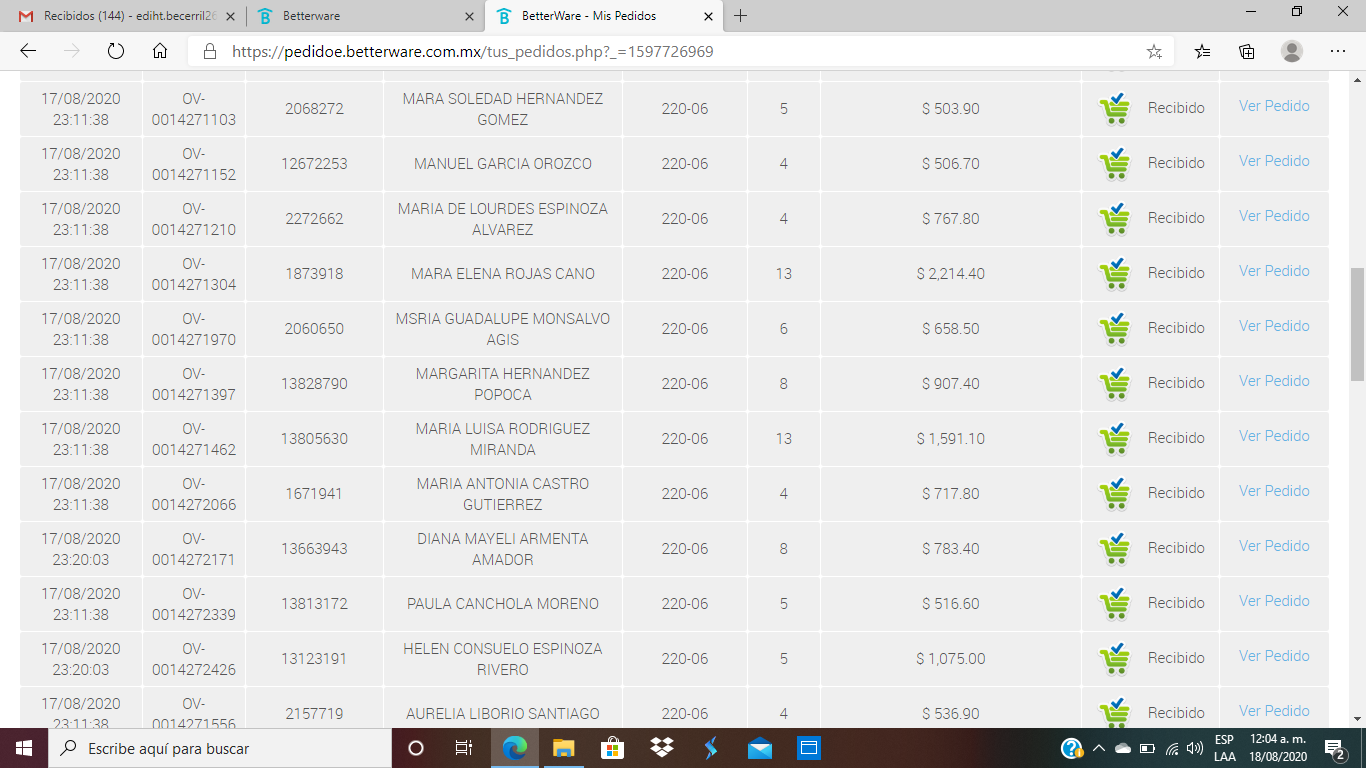 Recibidos (144) - ediht.becerril26
Betterware
BetterWare - Mis Pedidos
https://pedidoe.betterware.com.mx/tus_pedidos.php?_=1597726969
17/08/2020 23:11:38 OV-0014271103 2068272 MARA SOLEDAD HERNANDEZ GOMEZ 220-06 5 $ 503.90 Recibido Ver Pedido
17/08/2020 23:11:38 OV-0014271152 12672253 MANUEL GARCIA OROZCO 220-06 4 $ 506.70 Recibido Ver Pedido
17/08/2020 23:11:38 OV-0014271210 2272662 MARIA DE LOURDES ESPINOZA ALVAREZ 220-06 4 $ 767.80 Recibido Ver Pedido
17/08/2020 23:11:38 OV-0014271304 1873918 MARA ELENA ROJAS CANO 220-06 13 $ 2,214.40 Recibido Ver Pedido
17/08/2020 23:11:38 OV-0014271970 2060650 MSRIA GUADALUPE MONSALVO AGIS 220-06 6 $ 658.50 Recibido Ver Pedido
17/08/2020 23:11:38 OV-0014271397 13828790 MARGARITA HERNANDEZ POPOCA 220-06 8 $ 907.40 Recibido Ver Pedido
17/08/2020 23:11:38 OV-0014271462 13805630 MARIA LUISA RODRIGUEZ MIRANDA 220-06 13 $ 1,591.10 Recibido Ver Pedido
17/08/2020 23:11:38 OV-0014272066 1671941 MARIA ANTONIA CASTRO GUTIERREZ 220-06 4 $ 717.80 Recibido Ver Pedido
17/08/2020 23:20:03 OV-0014272171 13663943 DIANA MAYELI ARMENTA AMADOR 220-06 8 $ 783.40 Recibido Ver Pedido
17/08/2020 23:11:38 OV-0014272339 13813172 PAULA CANCHOLA MORENO 220-06 5 $ 516.60 Recibido Ver Pedido
17/08/2020 23:20:03 OV-0014272426 13123191 HELEN CONSUELO ESPINOZA RIVERO 220-06 5 $ 1,075.00 Recibido Ver Pedido
17/08/2020 23:11:38 OV-0014271556 2157719 AURELIA LIBORIO SANTIAGO 220-06 4 $ 536.90 Recibido Ver Pedido
Escribe aquí para buscar
ESP
LAA
12:04 a. m.
18/08/2020
2